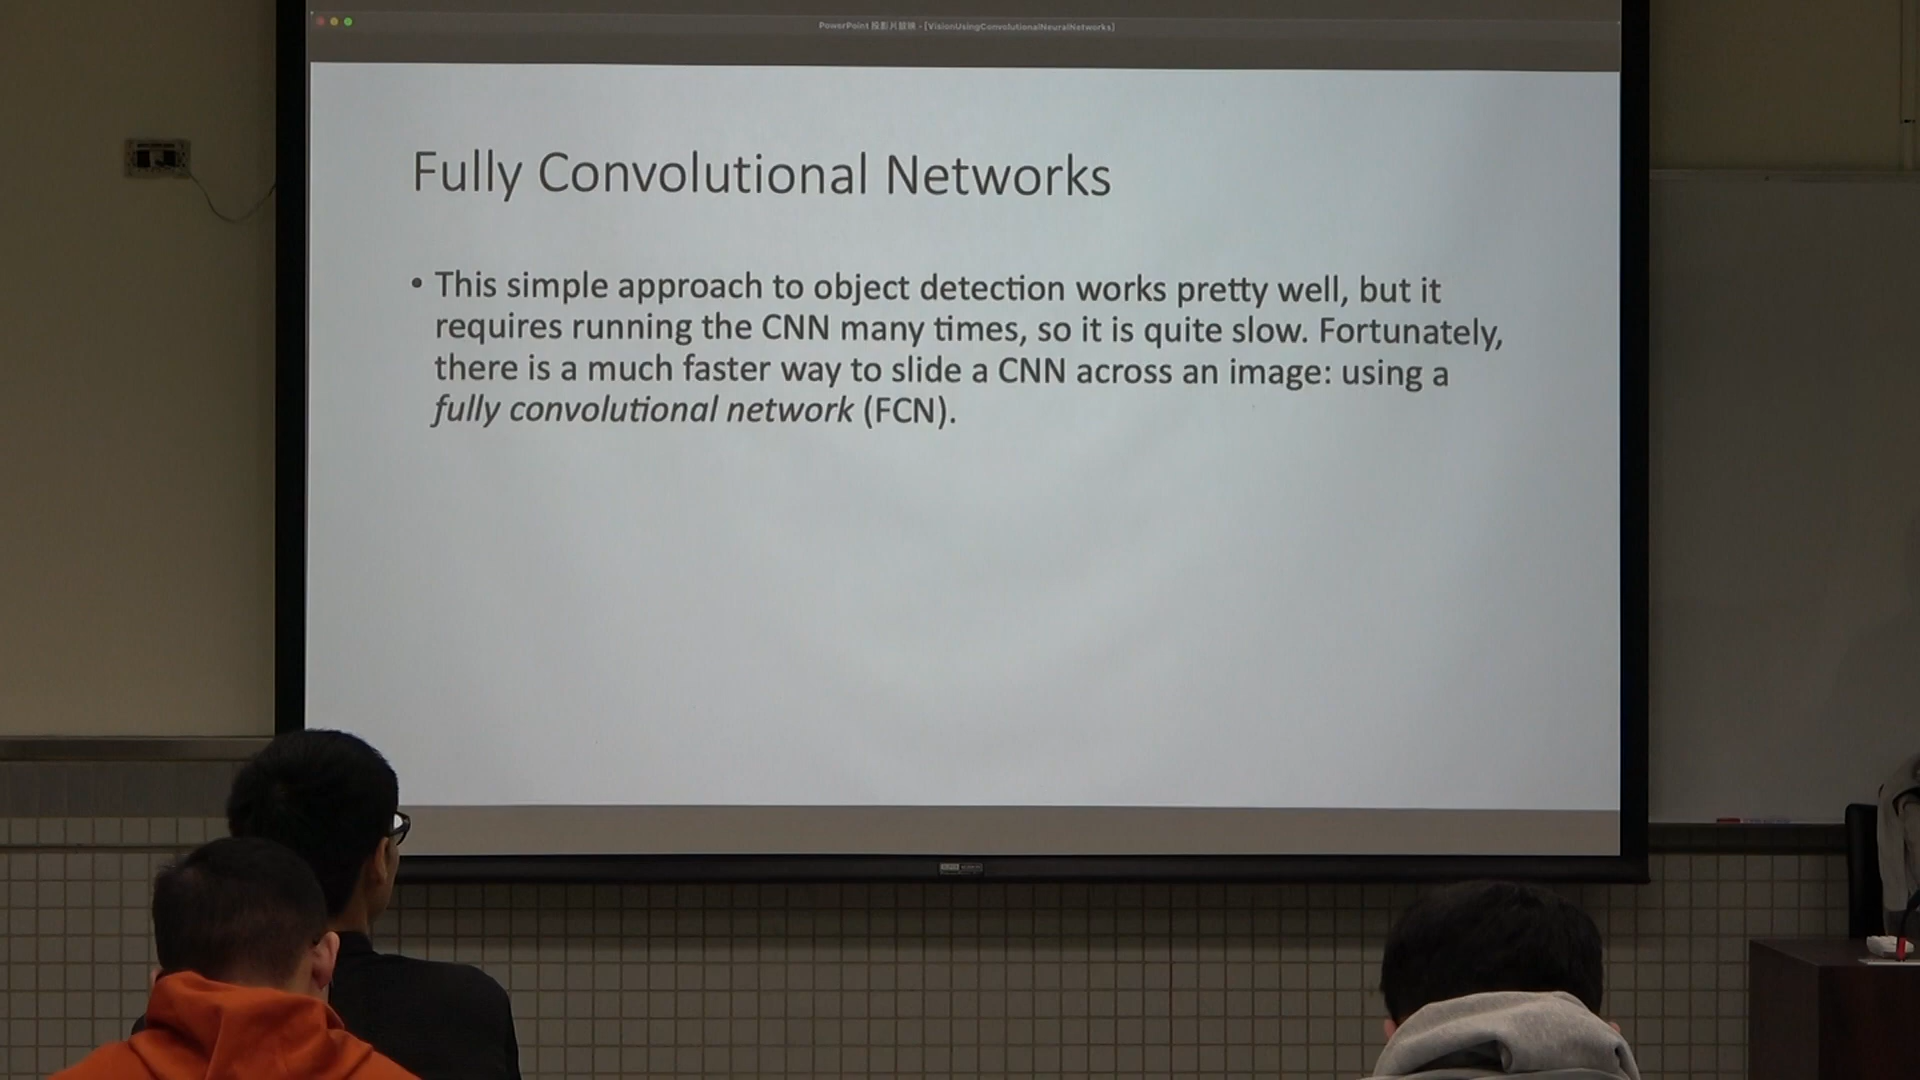 PowerPoint 投影片放映 - [VisionUsingConvolutionalNeuralNetworks]
Fully Convolutional Networks
• This simple approach to object detection works pretty well, but it
requires running the CNN many times, so it is quite slow. Fortunately,
there is a much faster way to slide a CNN across an image: using a
fully convolutional network (FCN).